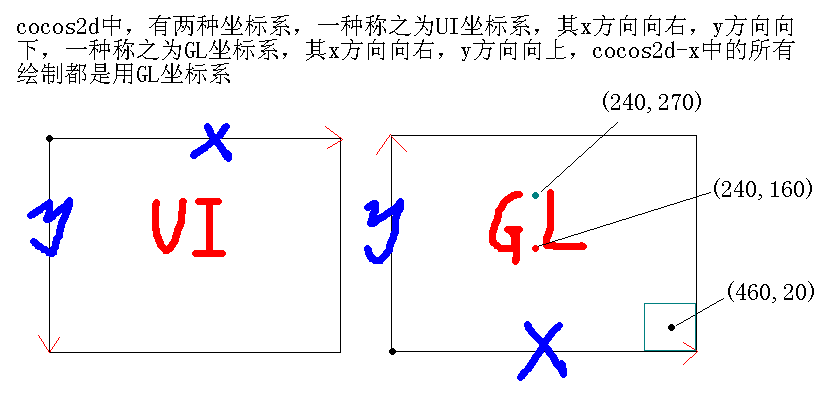 cocos2d中，有两种坐标系，一种称之为UI坐标系，其x方向向右，y方向向
下，一种称之为GL坐标系，其x方向向右，y方向向上，cocos2d-x中的所有
绘制都是用GL坐标系
(240,270)
x
y
UI
y
GL
(240,160)
(460,20)
X